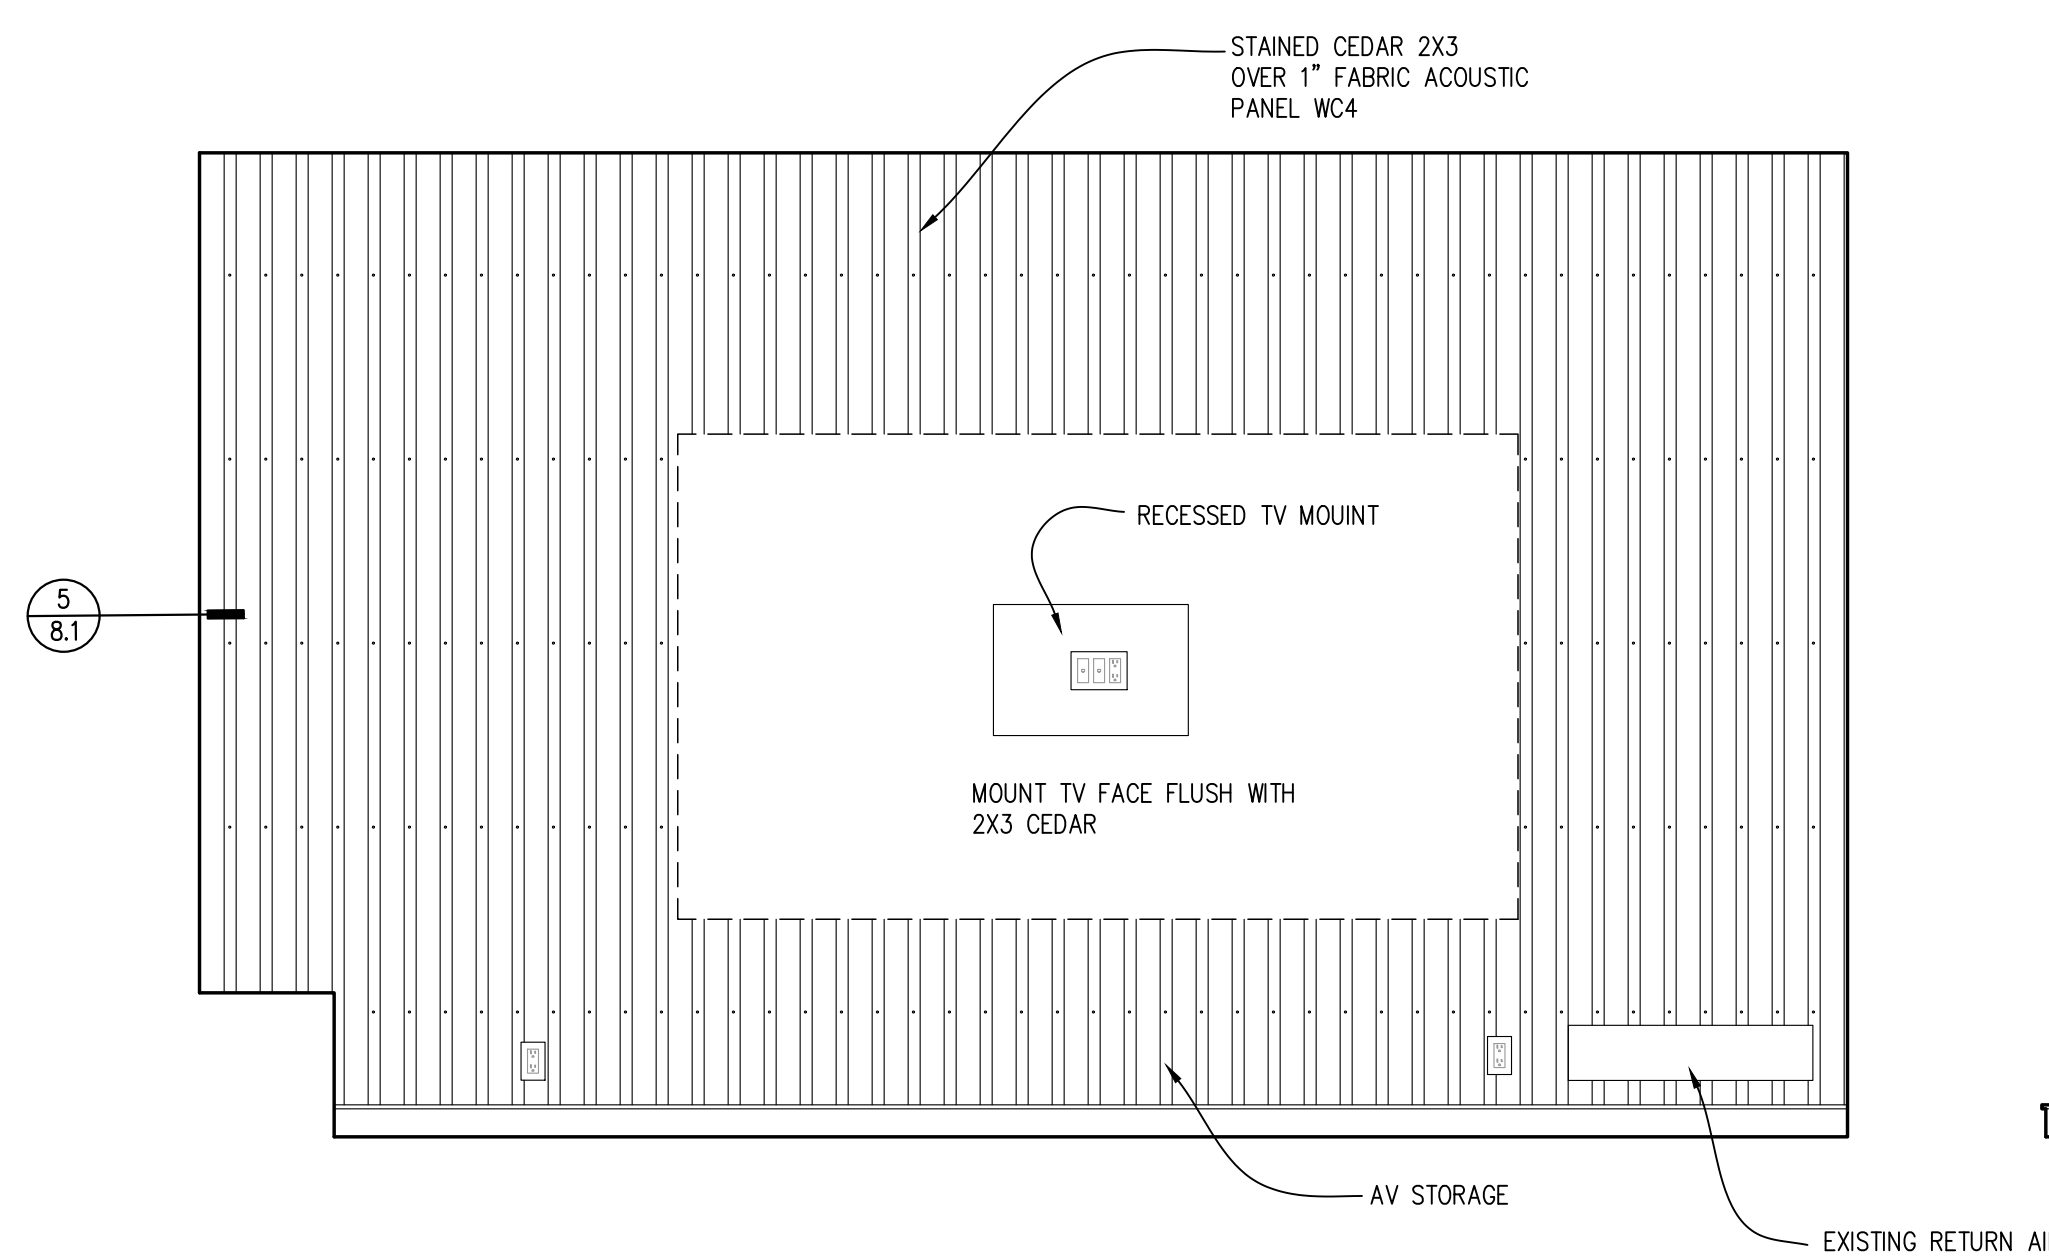 STAINED CEDAR 2X3
OVER 1" FABRIC ACOUSTIC
PANEL WC4
RECESSED TV MOUINT
5
8.1
MOUNT TV FACE FLUSH WITH
2X3 CEDAR
AV STORAGE
EXISTING RETURN